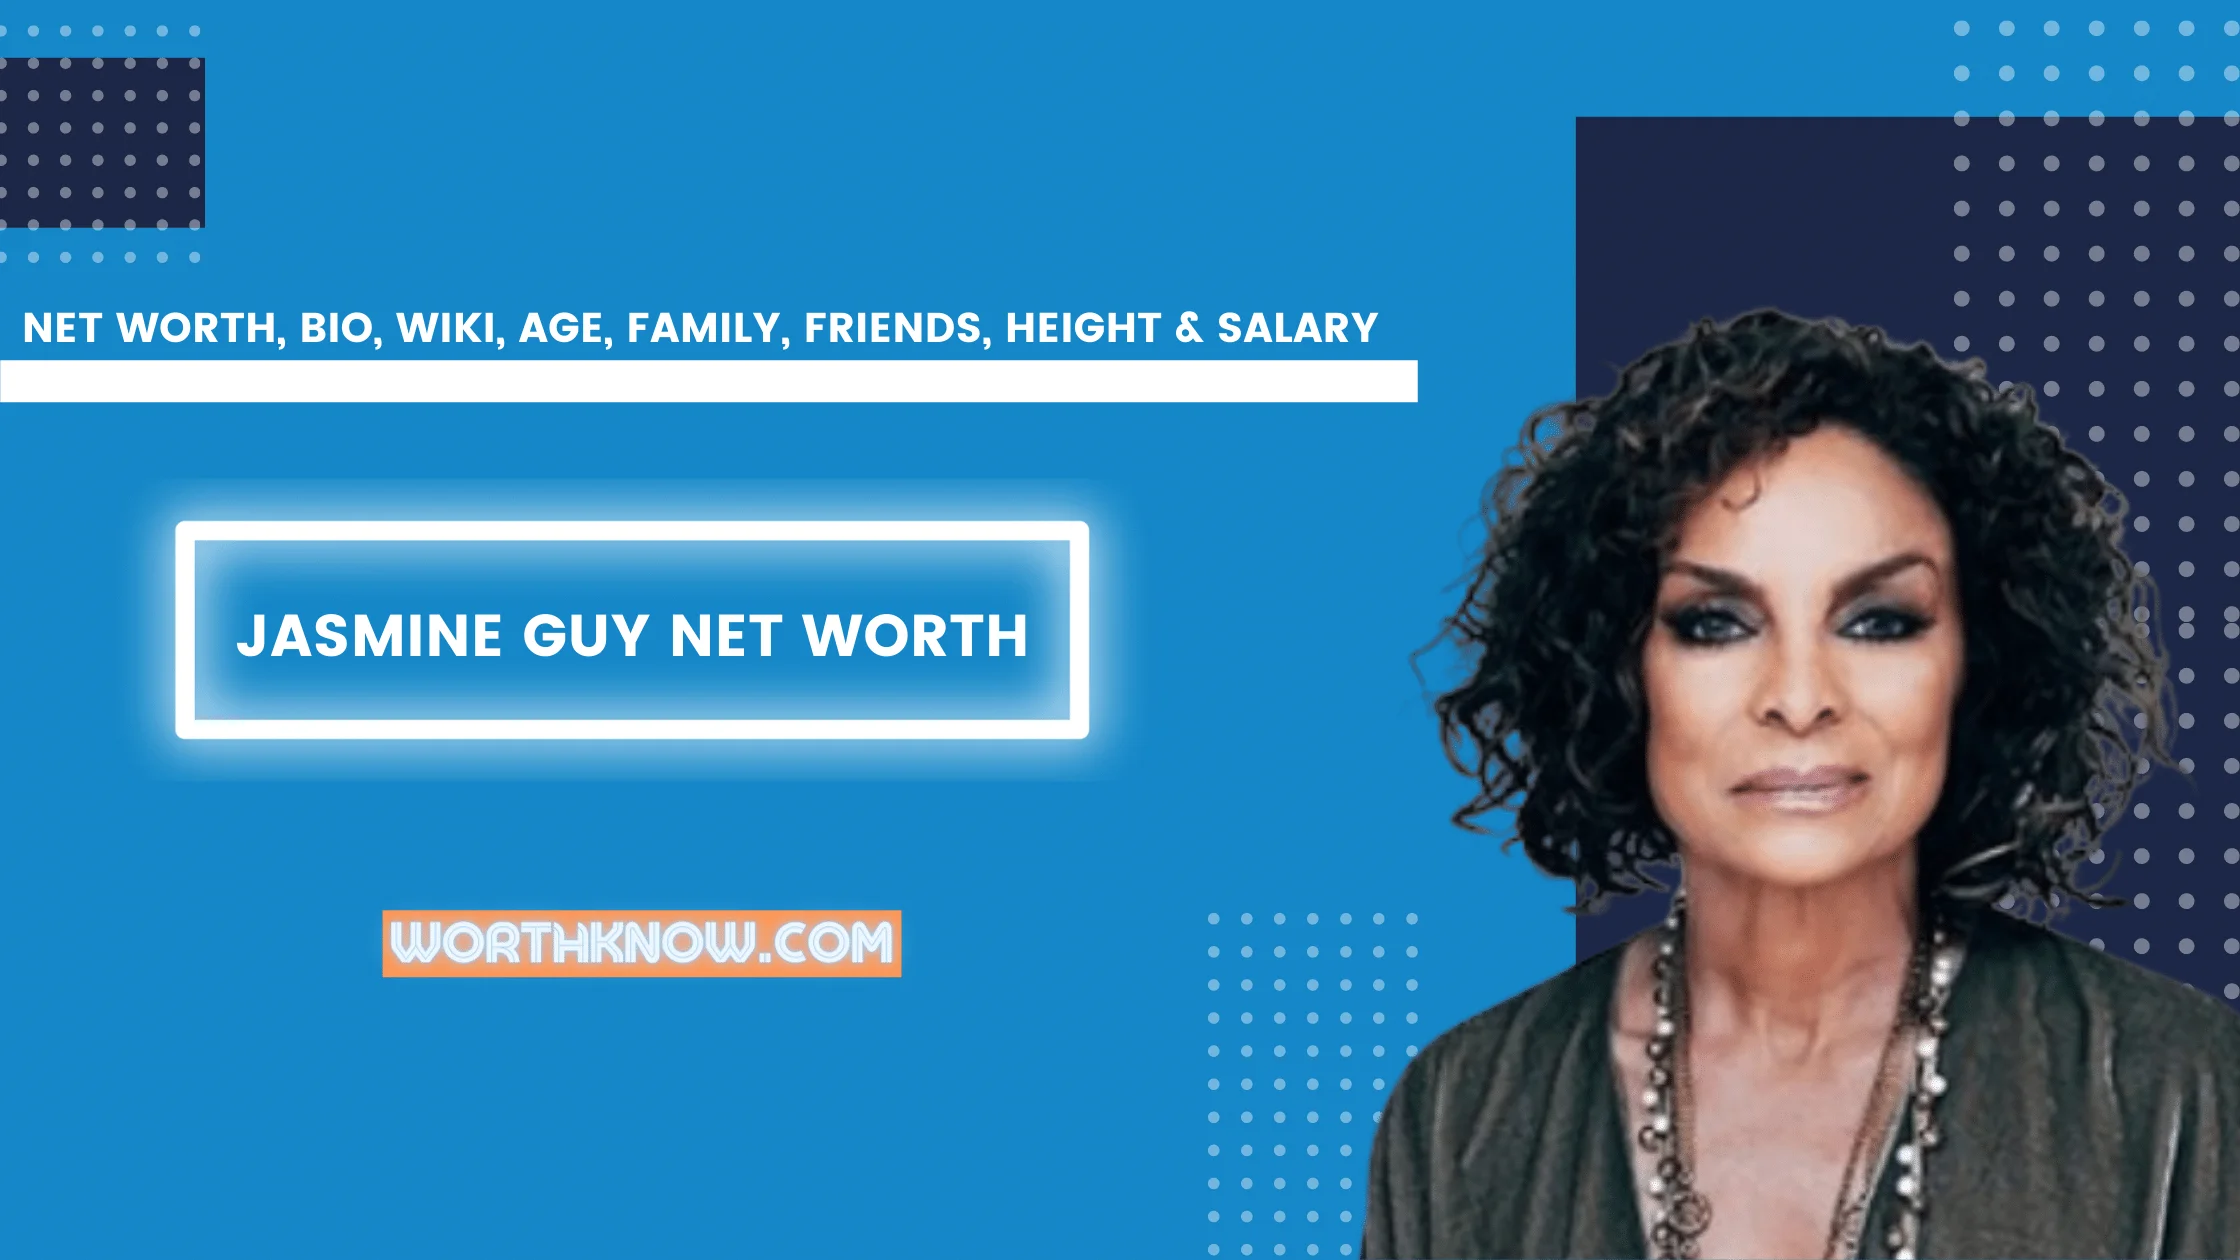 NET WORTH, BIO, WIKI, AGE, FAMILY, FRIENDS, HEIGHT & SALARY
JASMINE GUY NET WORTH
WORTHKNOW.COM